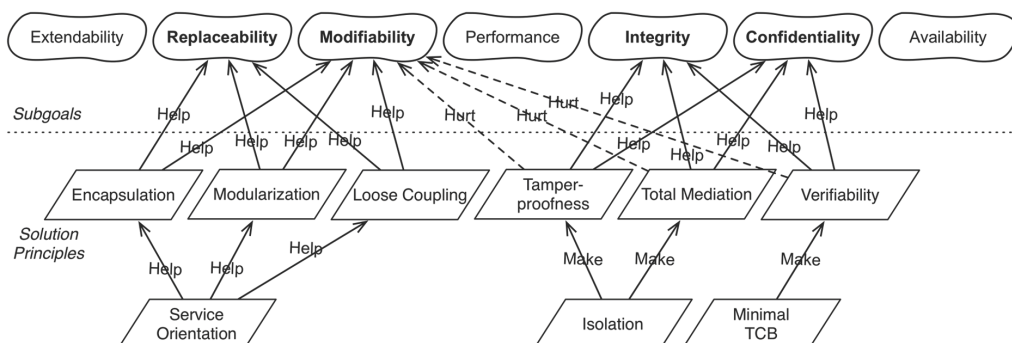 Extendability
Replaceability
Modifiability
Performance
Integrity
Confidentiality
Availability
Subgoals
Help
Help
Help
Help
Help
Help
Hurt
Hurt
Hurt
Help
Help
Help
Help
Help
Help
Encapsulation
Modularization
Loose Coupling
Tamper-
proofness
Total Mediation
Verifiability
Solution
Principles
Help
Help
Help
Make
Make
Make
Service
Orientation
Isolation
Minimal
TCB